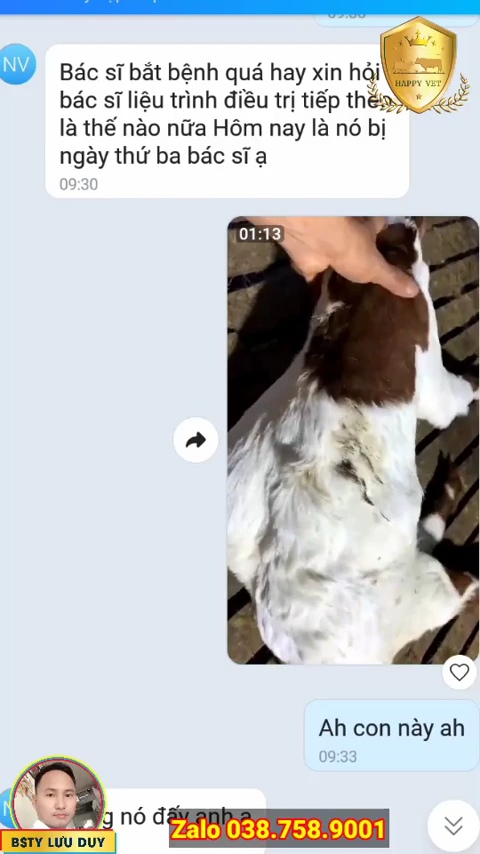 09:30
HAPPY VET
NV
Bác sĩ bắt bệnh quá hay xin hỏi
bác sĩ liệu trình điều trị tiếp
là thế nào nữa Hôm nay là nó bị
ngày thứ ba bác sĩ ạ
09:30
01:13
Ah con này ah
09:33
nó đấy anh ạ
Zalo 038.758.9001
BSTY LƯU DUY